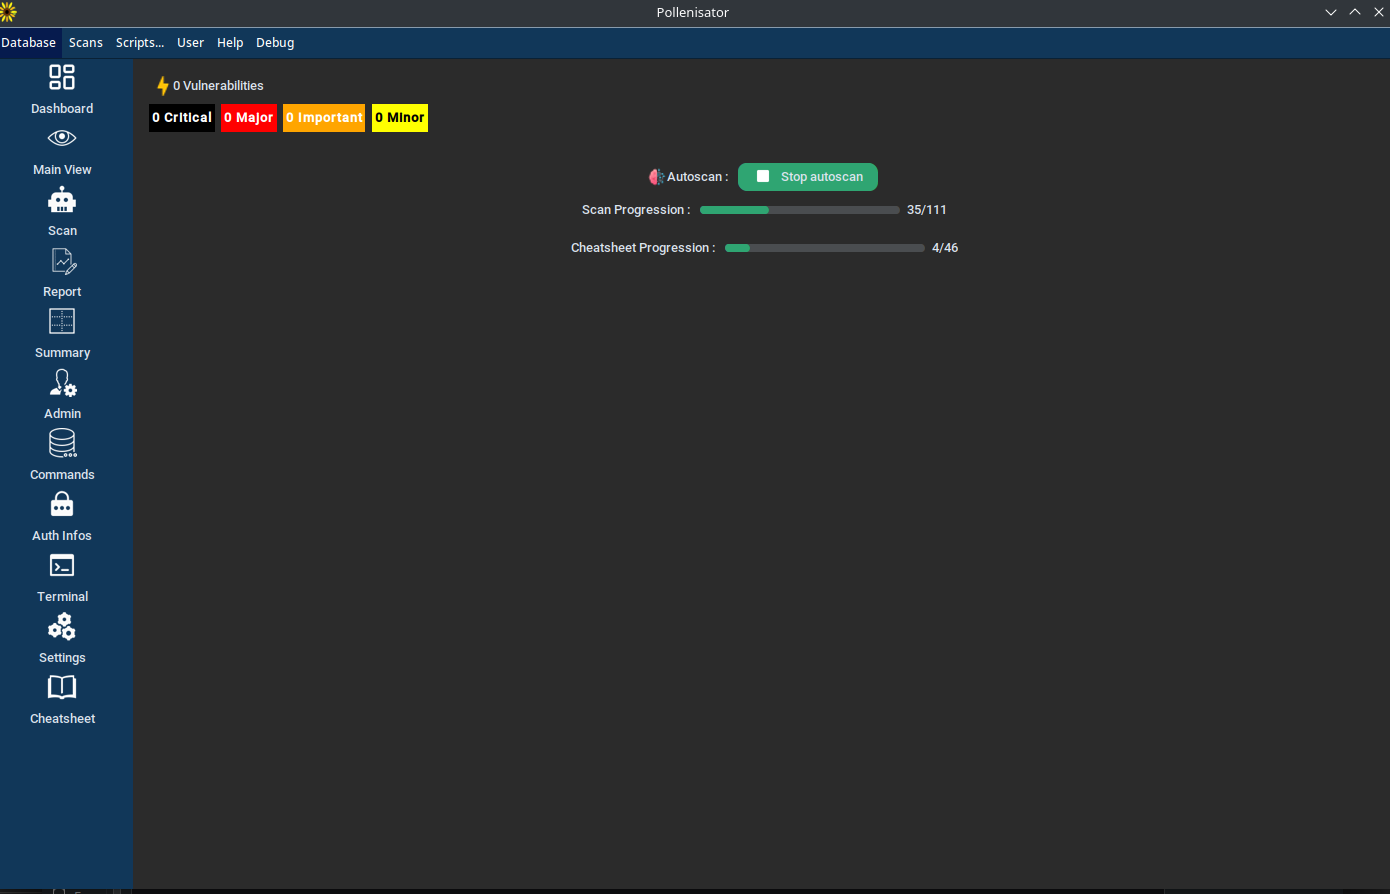 Pollenisator
Database Scans Scripts... User Help Debug
Dashboard
Main View
Scan
Report
Summary
Admin
Commands
Auth Infos
Terminal
Settings
Cheatsheet
0 Vulnerabilities
0 Critical 0 Major 0 Important 0 Minor
Autoscan : Stop autoscan
Scan Progression : 35/111
Cheatsheet Progression : 4/46